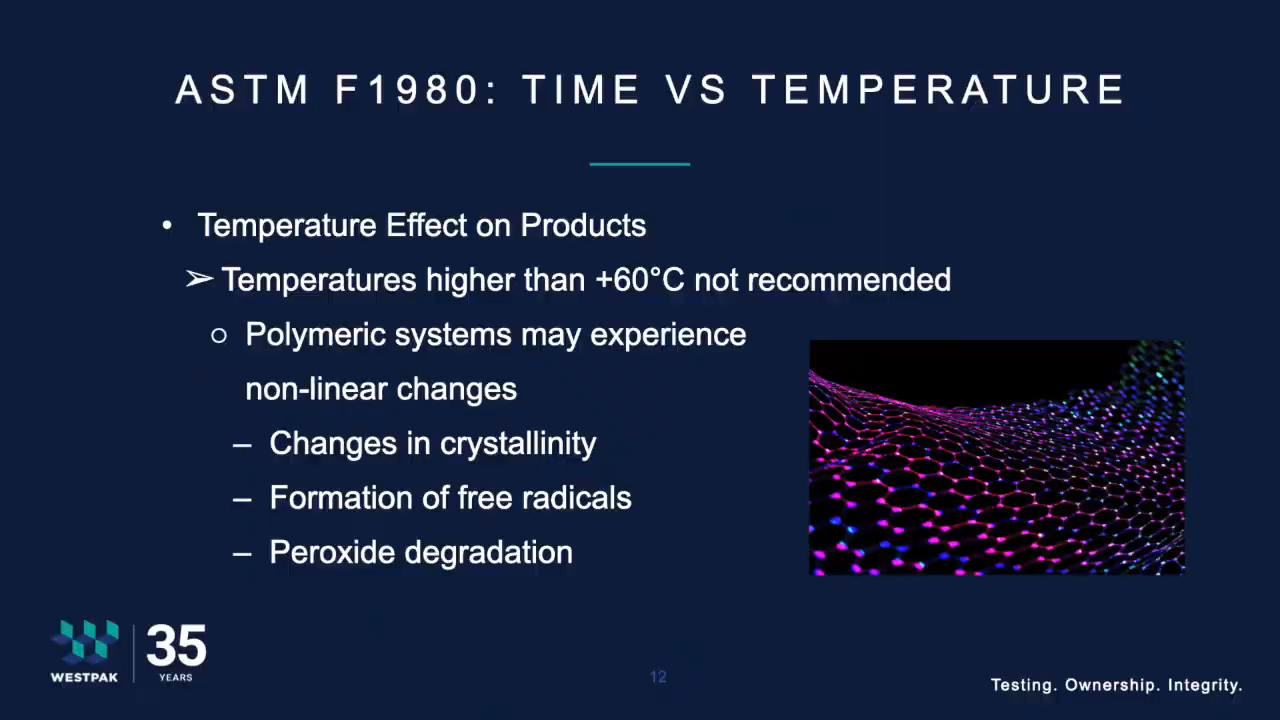 ASTM F1980: TIME VS TEMPERATURE
• Temperature Effect on Products
➢ Temperatures higher than +60°C not recommended
○ Polymeric systems may experience
non-linear changes
– Changes in crystallinity
– Formation of free radicals
– Peroxide degradation
WESTPAK
35
YEARS
12
Testing. Ownership. Integrity.